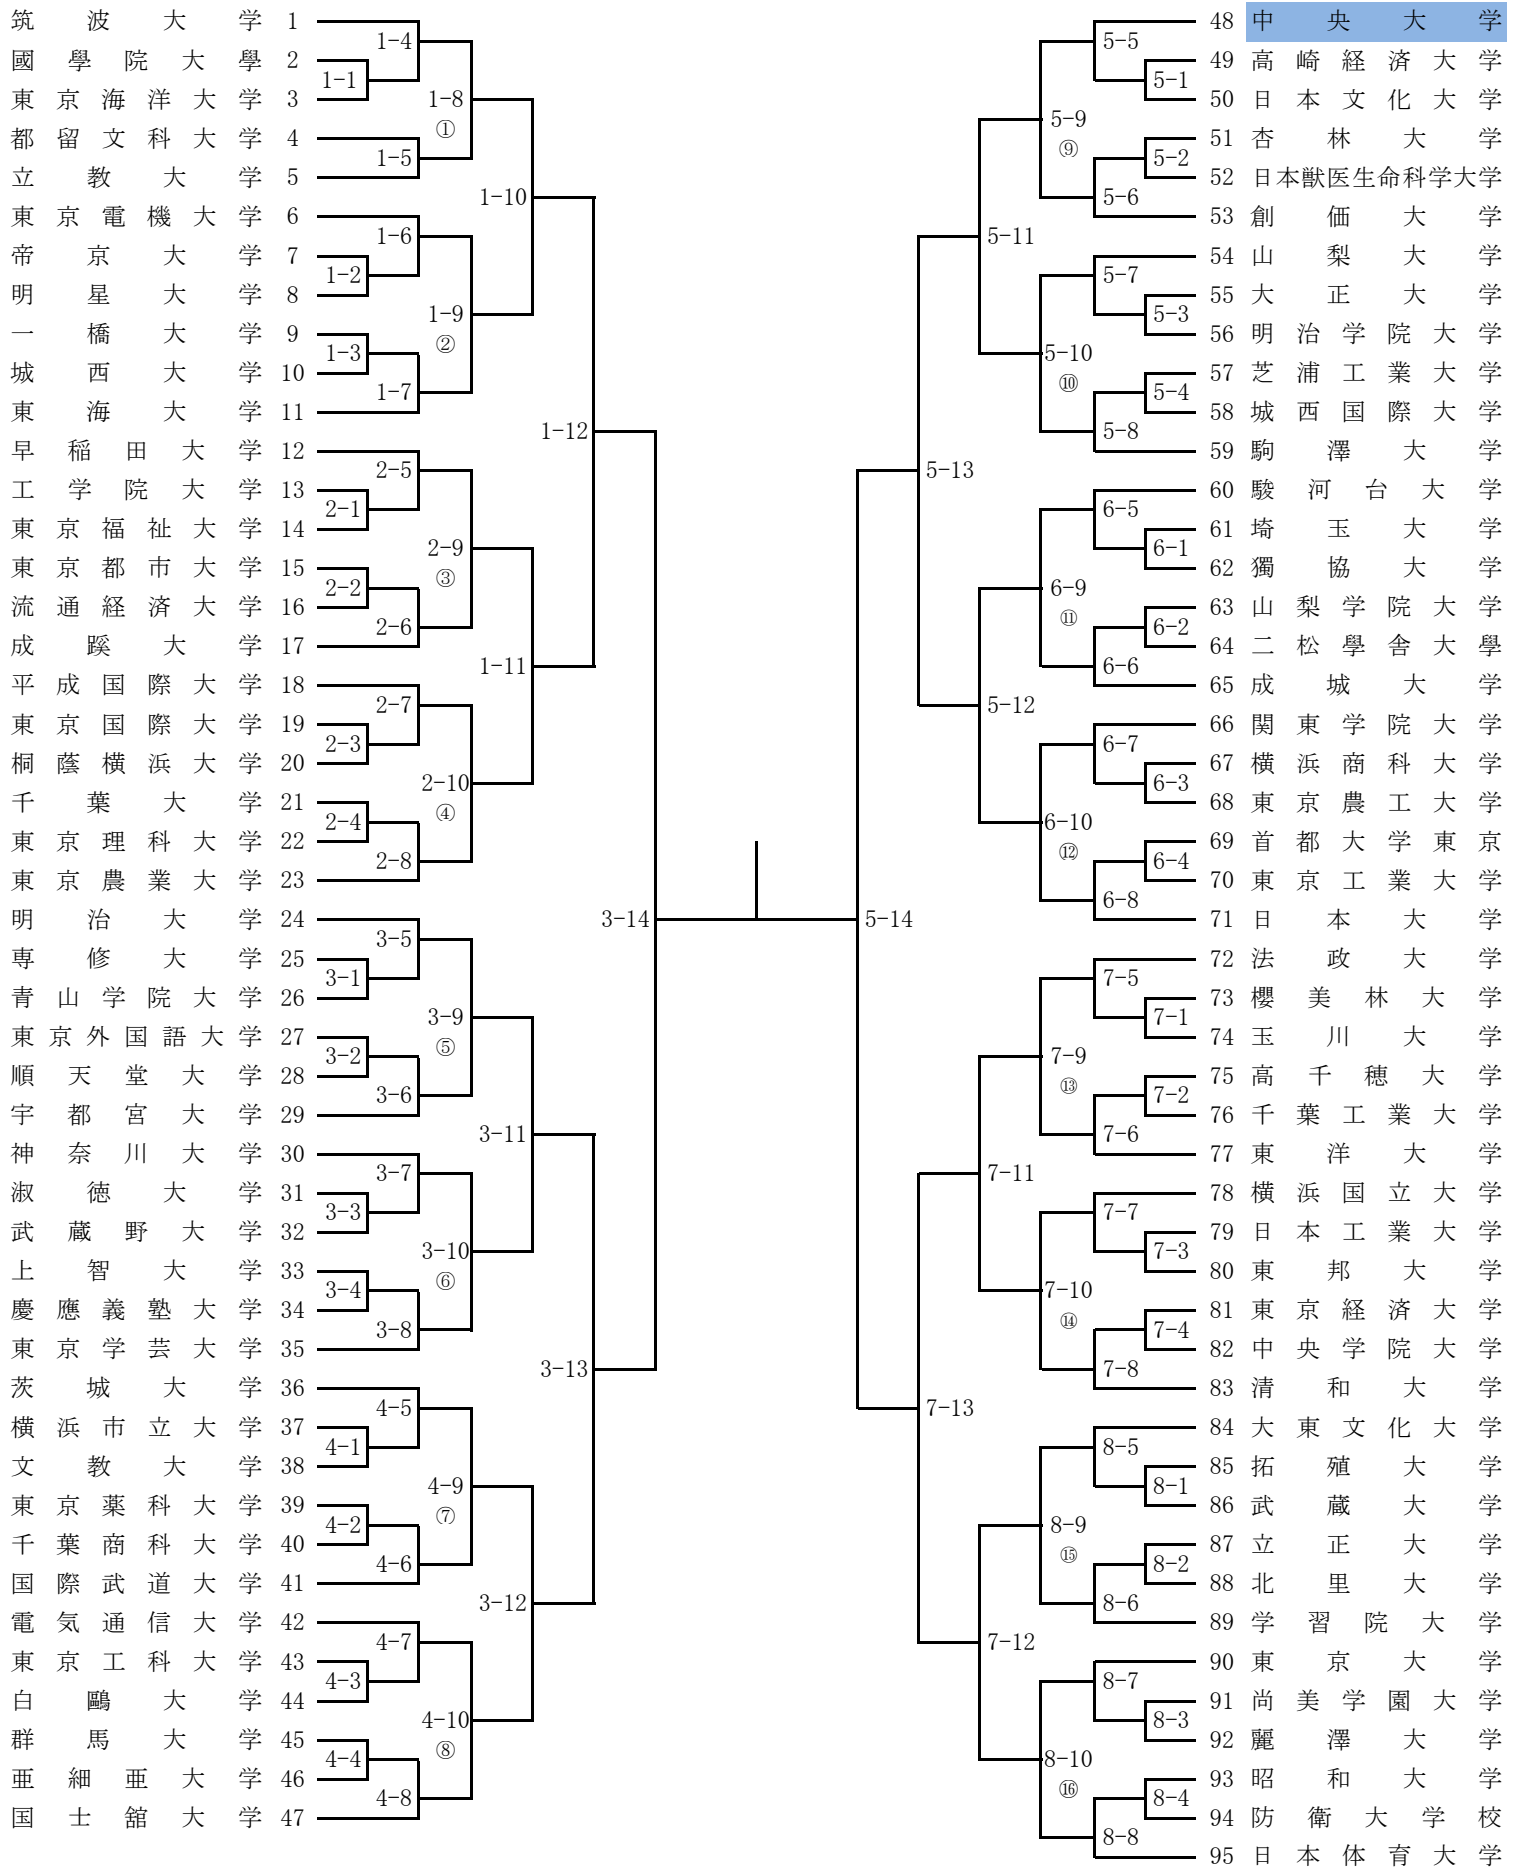 筑波大学 1
國學院大學 2
東京海洋大学 3
都留文科大学 4
立教大学 5
東京電機大学 6
帝京大学 7
明星大学 8
一橋大学 9
城西大学 10
東海大学 11
早稲田大学 12
工学院大学 13
東京福祉大学 14
東京都市大学 15
流通経済大学 16
成蹊大学 17
平成国際大学 18
東京国際大学 19
桐蔭横浜大学 20
千葉大学 21
東京理科大学 22
東京農業大学 23
明治大学 24
専修大学 25
青山学院大学 26
東京外国語大学 27
順天堂大学 28
宇都宮大学 29
神奈川大学 30
淑徳大学 31
武蔵野大学 32
上智大学 33
慶應義塾大学 34
東京学芸大学 35
茨城大学 36
横浜市立大学 37
文教大学 38
東京薬科大学 39
千葉商科大学 40
国際武道大学 41
電気通信大学 42
東京工科大学 43
白鷗大学 44
群馬大学 45
亜細亜大学 46
国士舘大学 47
1-1
1-2
1-3
2-1
2-2
2-3
2-4
3-1
3-2
3-3
3-4
4-1
4-2
4-3
4-4
1-4
1-5
1-6
1-7
2-5
2-6
2-7
2-8
3-5
3-6
3-7
3-8
4-5
4-6
4-7
4-8
1-8
①
1-9
②
2-9
③
2-10
④
3-9
⑤
3-10
⑥
4-9
⑦
4-10
⑧
1-10
1-11
3-11
3-12
1-12
3-13
3-14
5-14
5-13
7-13
5-11
5-12
7-11
7-12
5-9
⑨
5-10
⑩
6-9
⑪
6-10
⑫
7-9
⑬
7-10
⑭
8-9
⑮
8-10
⑯
5-5
5-6
5-7
5-8
6-5
6-6
6-7
6-8
7-5
7-6
7-7
7-8
8-5
8-6
8-7
8-8
5-1
5-2
5-3
5-4
6-1
6-2
6-3
6-4
7-1
7-2
7-3
7-4
8-1
8-2
8-3
8-4
48 中央大学
49 高崎経済大学
50 日本文化大学
51 杏林大学
52 日本獣医生命科学大学
53 創価大学
54 山梨大学
55 大正大学
56 明治学院大学
57 芝浦工業大学
58 城西国際大学
59 駒澤大学
60 駿河台大学
61 埼玉大学
62 獨協大学
63 山梨学院大学
64 二松學舎大學
65 成城大学
66 関東学院大学
67 横浜商科大学
68 東京農工大学
69 首都大学東京
70 東京工業大学
71 日本大学
72 法政大学
73 櫻美林大学
74 玉川大学
75 高千穂大学
76 千葉工業大学
77 東洋大学
78 横浜国立大学
79 日本工業大学
80 東邦大学
81 東京経済大学
82 中央学院大学
83 清和大学
84 大東文化大学
85 拓殖大学
86 武蔵大学
87 立正大学
88 北里大学
89 学習院大学
90 東京大学
91 尚美学園大学
92 麗澤大学
93 昭和大学
94 防衛大学校
95 日本体育大学